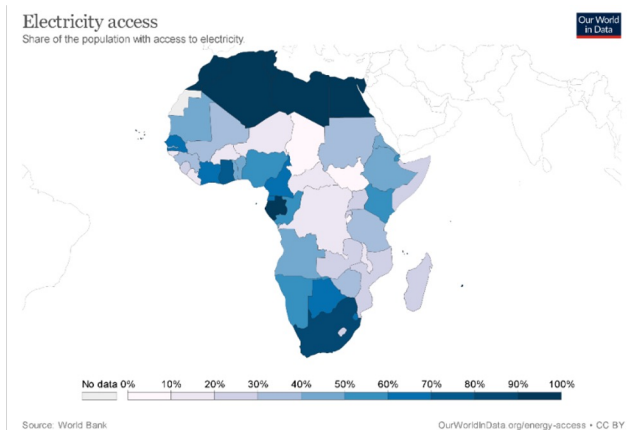 Electricity access
Share of the population with access to electricity.
Our World
in Data
No data 0% 10% 20% 30% 40% 50% 60% 70% 80% 90% 100%
Source: World Bank
OurWorldInData.org/energy-access • CC BY